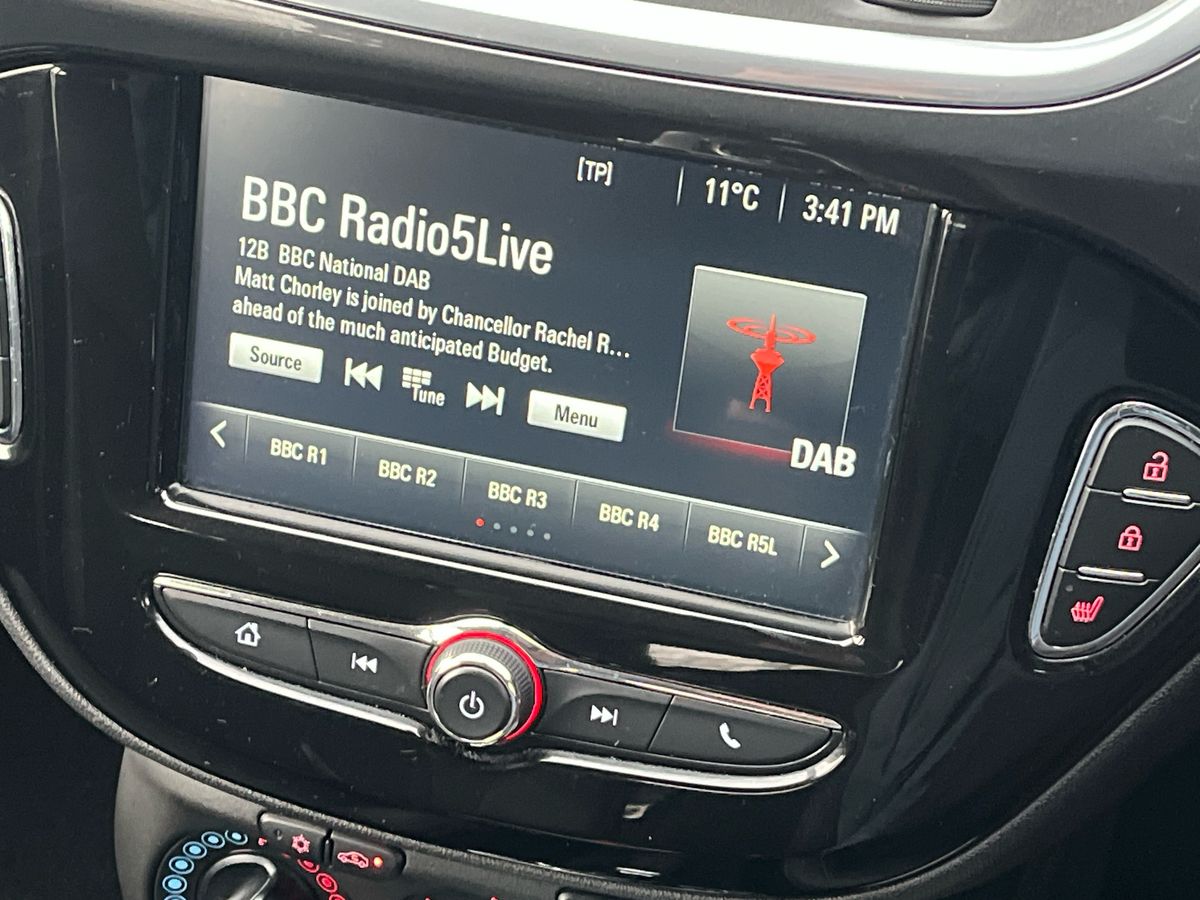 [TP]
11°C
3:41 PM
BBC Radio5Live
12B BBC National DAB
Matt Chorley is joined by Chancellor Rachel R...
ahead of the much anticipated Budget.
Source
Tune
Menu
DAB
BBC R1
BBC R2
BBC R3
BBC R4
BBC R5L